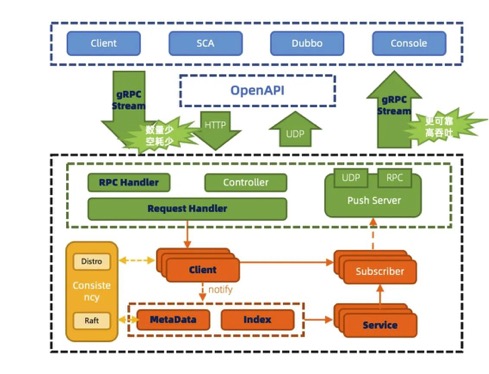 Client
SCA
Dubbo
Console
gRPC
Stream
OpenAPI
gRPC
Stream
数量少
空耗少
HTTP
UDP
更可靠
高吞吐
RPC Handler
Controller
UDP
RPC
Request Handler
Push Server
Distro
Client
Subscriber
Consiste
ncy
notify
Raft
MetaData
Index
Service